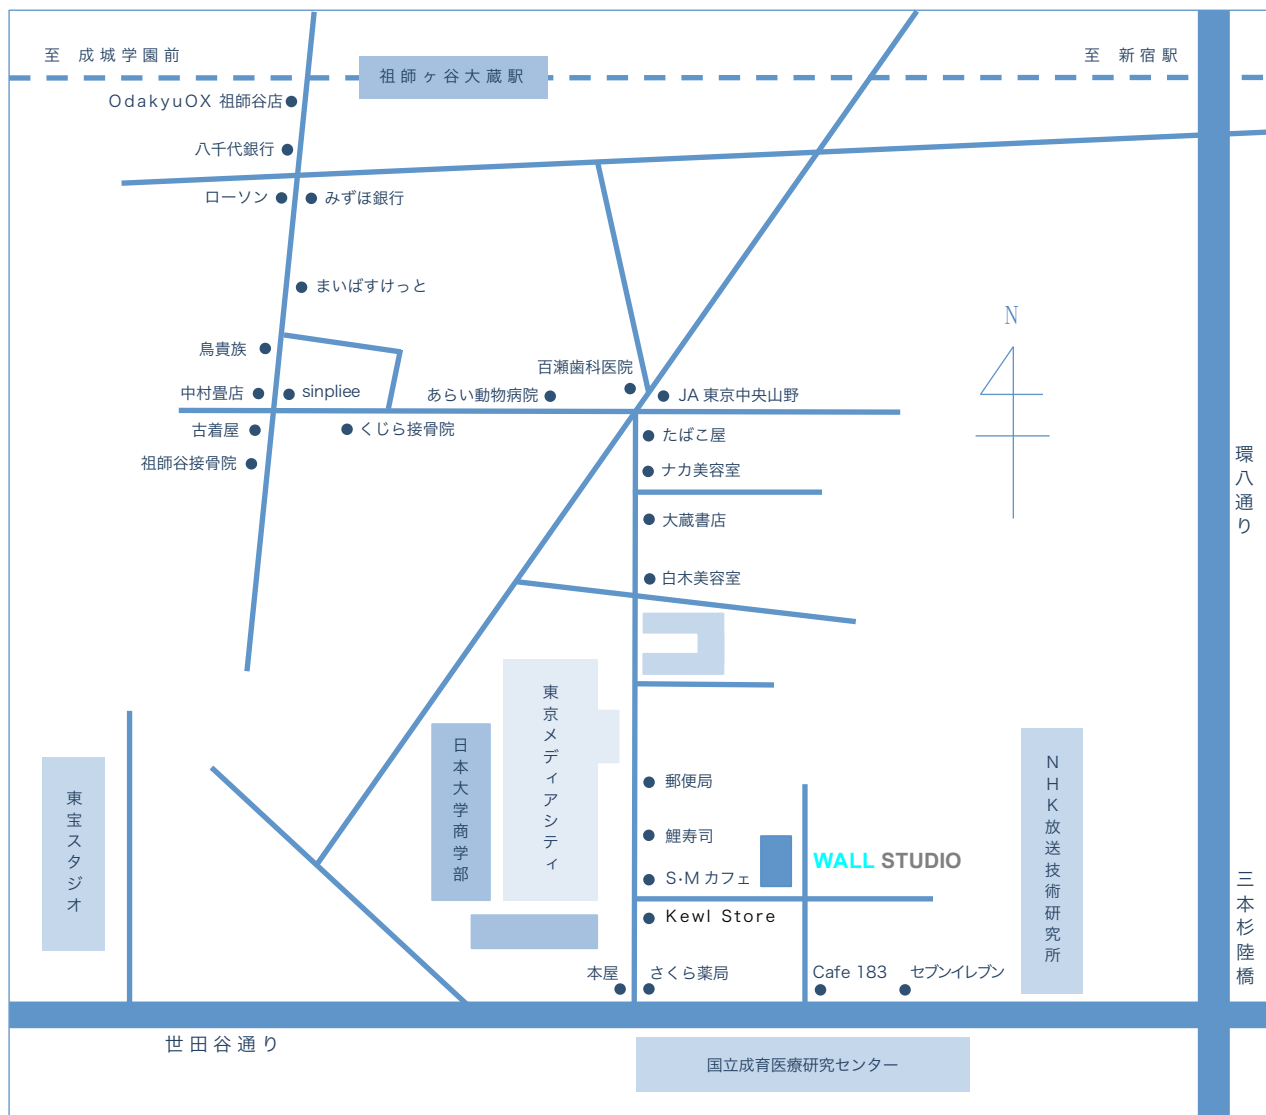 至 成城学園前
至 新宿駅
祖師ヶ谷大蔵駅
OdakyuOX 祖師谷店
八千代銀行
ローソン
みずほ銀行
まいばすけっと
N
鳥貴族
百瀬歯科医院
中村畳店
sinpliee
あらい動物病院
JA 東京中央山野
古着屋
くじら接骨院
たばこ屋
祖師谷接骨院
ナカ美容室
環八通り
大蔵書店
白木美容室
東京メディアシティ
日本大学商学部
郵便局
NHK放送技術研究所
東宝スタジオ
鯉寿司
WALL STUDIO
S・M カフェ
三本杉陸橋
Kewl Store
本屋
さくら薬局
Cafe 183
セブンイレブン
世田谷通り
国立成育医療研究センター